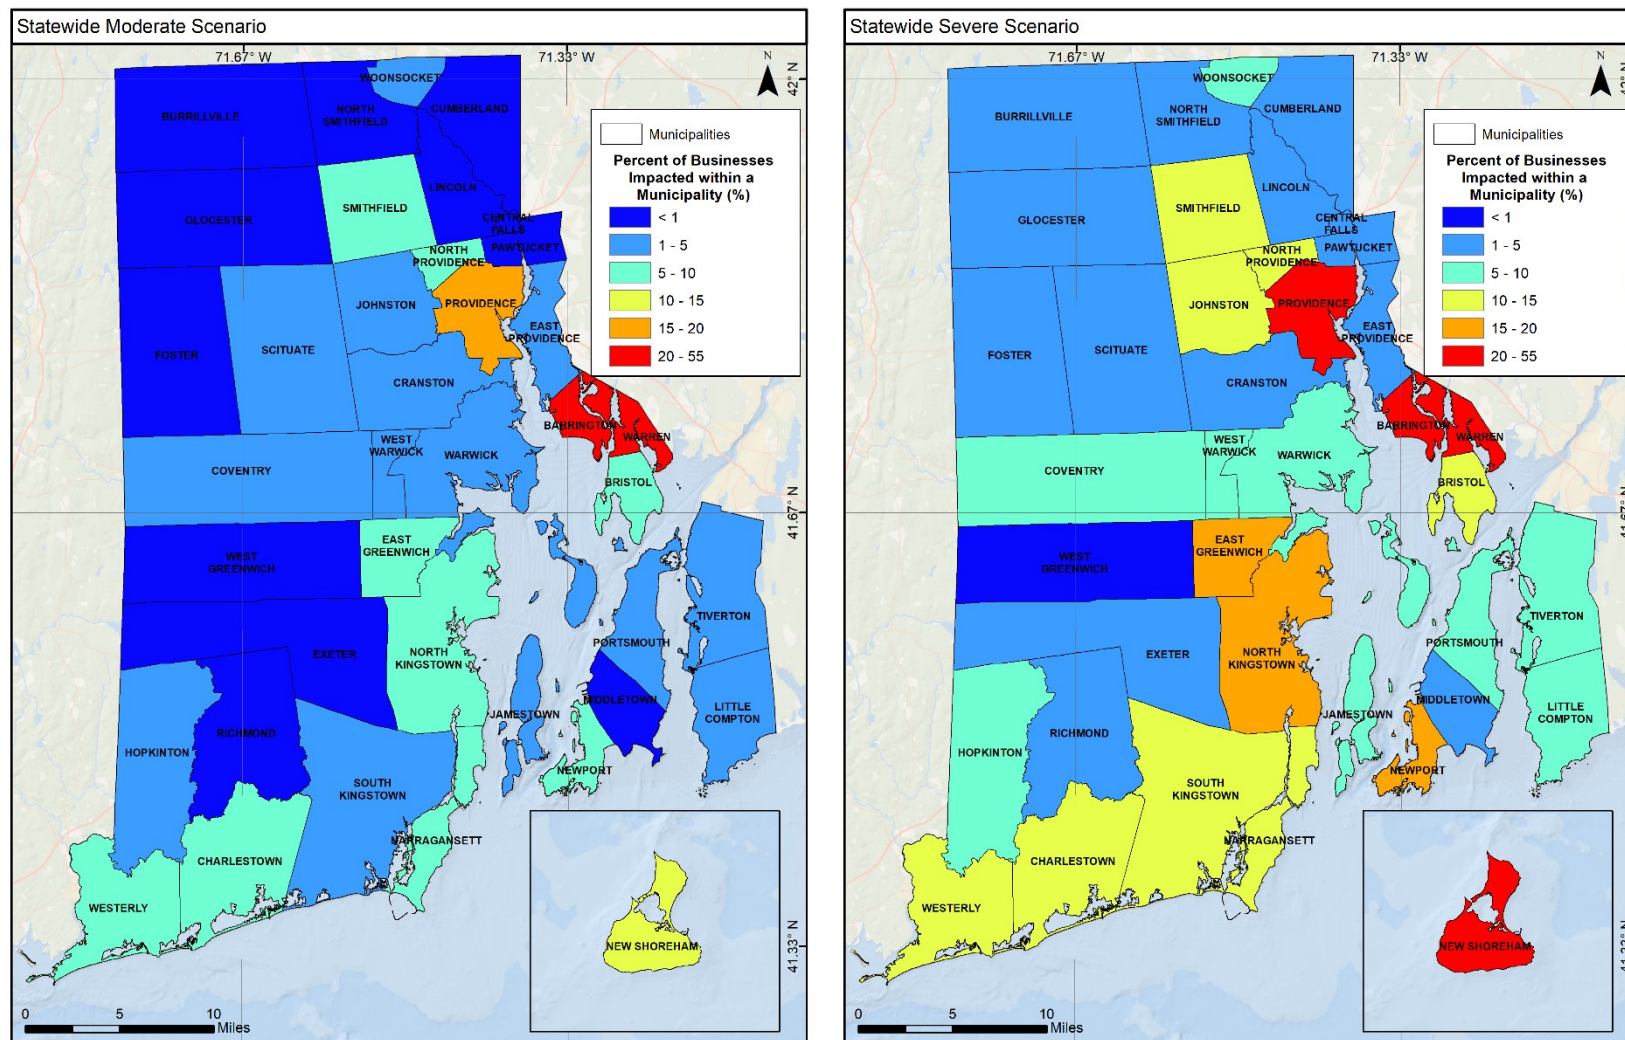 Statewide Moderate Scenario
71.67° W
71.33° W
N
42° N
WOONSOCKET
BURRILLVILLE
NORTH
SMITHFIELD
CUMBERLAND
Municipalities
Percent of Businesses
Impacted within a
Municipality (%)
< 1
1 - 5
5 - 10
10 - 15
15 - 20
20 - 55
LINCOLN
SMITHFIELD
GLOCESTER
CENTRAL
FALLS
PAWTUCKET
NORTH
PROVIDENCE
JOHNSTON
PROVIDENCE
EAST
PROVIDENCE
SCITUATE
FOSTER
CRANSTON
BARRINGTON
WARREN
WEST
WARWICK
WARWICK
COVENTRY
BRISTOL
41.67° N
EAST
GREENWICH
WEST
GREENWICH
TIVERTON
PORTSMOUTH
EXETER
NORTH
KINGSTOWN
MIDDLETOWN
LITTLE
COMPTON
JAMESTOWN
RICHMOND
HOPKINTON
NEWPORT
SOUTH
KINGSTOWN
NARRAGANSETT
CHARLESTOWN
WESTERLY
NEW SHOREHAM
41.33° N
0
5
10
Miles
Statewide Severe Scenario
71.67° W
71.33° W
N
42° N
WOONSOCKET
BURRILLVILLE
NORTH
SMITHFIELD
CUMBERLAND
Municipalities
Percent of Businesses
Impacted within a
Municipality (%)
< 1
1 - 5
5 - 10
10 - 15
15 - 20
20 - 55
LINCOLN
SMITHFIELD
GLOCESTER
CENTRAL
FALLS
PAWTUCKET
NORTH
PROVIDENCE
JOHNSTON
PROVIDENCE
EAST
PROVIDENCE
SCITUATE
FOSTER
CRANSTON
BARRINGTON
WARREN
WEST
WARWICK
WARWICK
COVENTRY
BRISTOL
41.67° N
EAST
GREENWICH
WEST
GREENWICH
TIVERTON
PORTSMOUTH
EXETER
NORTH
KINGSTOWN
MIDDLETOWN
LITTLE
COMPTON
JAMESTOWN
RICHMOND
HOPKINTON
NEWPORT
SOUTH
KINGSTOWN
NARRAGANSETT
CHARLESTOWN
WESTERLY
NEW SHOREHAM
41.33° N
0
5
10
Miles